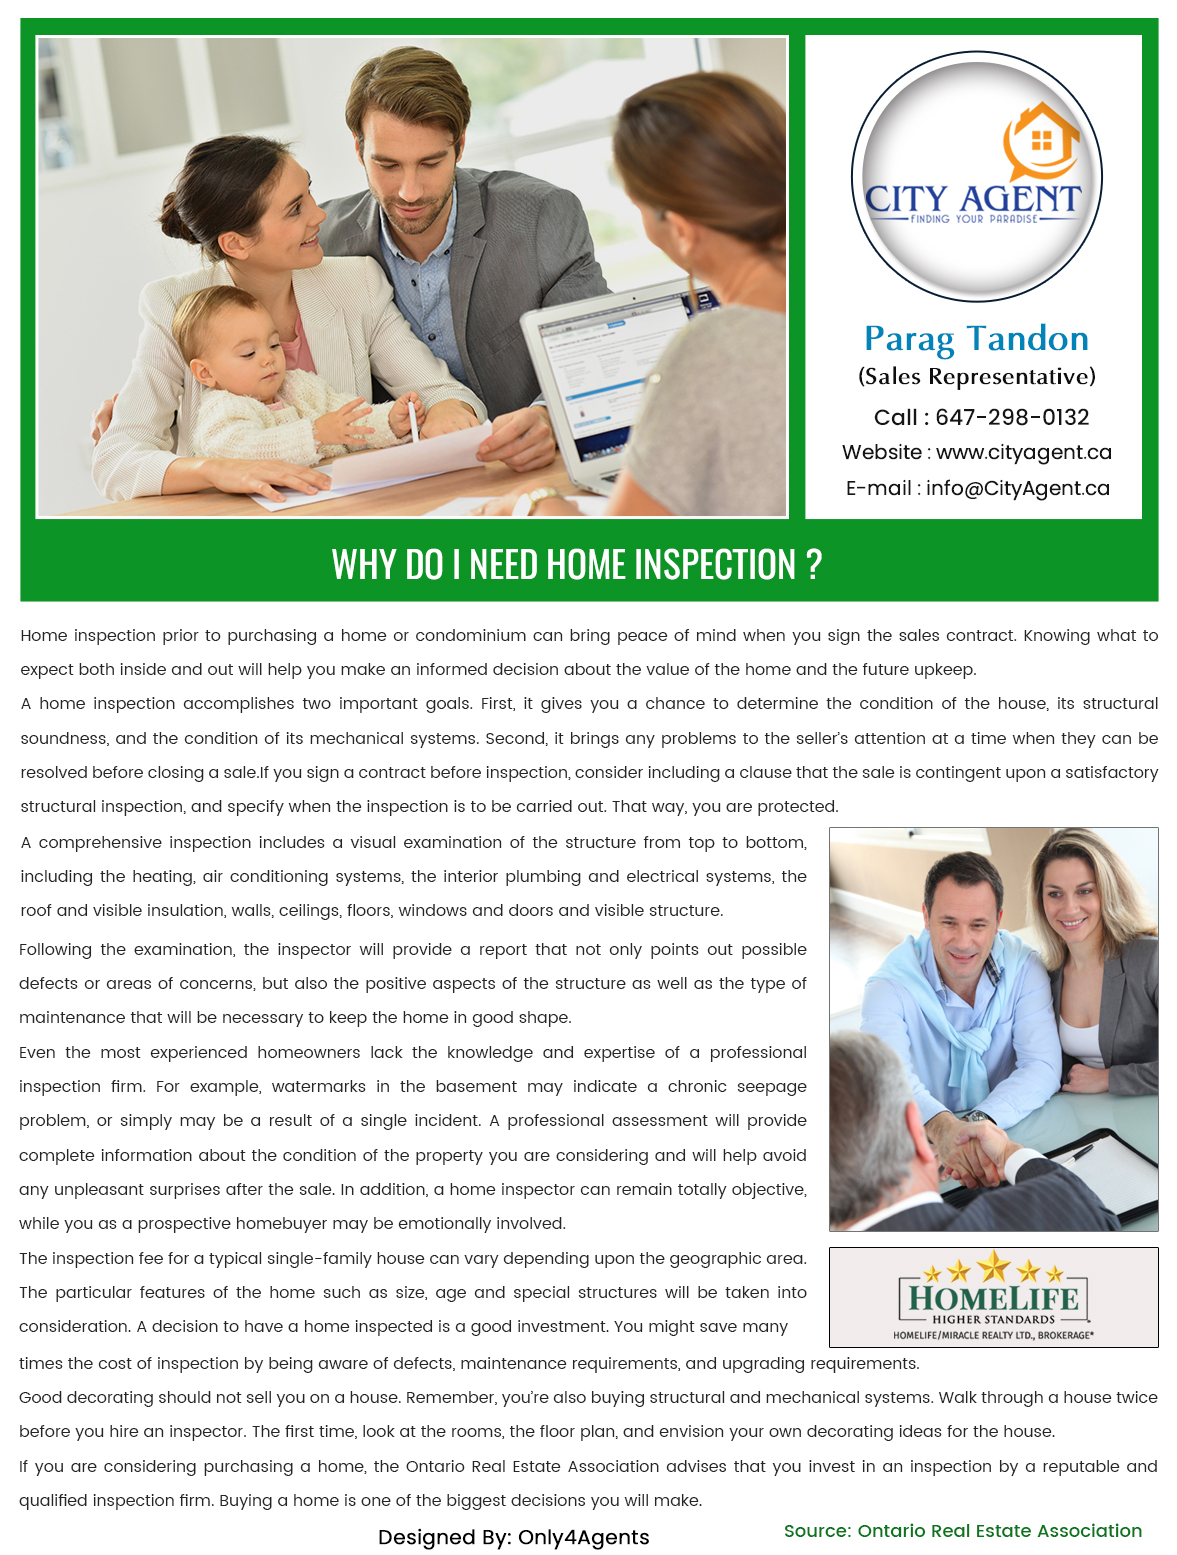 CITY AGENT
FINDING YOUR PARADISE
Parag Tandon
(Sales Representative)
Call : 647-298-0132
Website : www.cityagent.ca
E-mail : info@CityAgent.ca
WHY DO I NEED HOME INSPECTION ?
Home inspection prior to purchasing a home or condominium can bring peace of mind when you sign the sales contract. Knowing what to
expect both inside and out will help you make an informed decision about the value of the home and the future upkeep.
A home inspection accomplishes two important goals. First, it gives you a chance to determine the condition of the house, its structural
soundness, and the condition of its mechanical systems. Second, it brings any problems to the seller’s attention at a time when they can be
resolved before closing a sale.If you sign a contract before inspection, consider including a clause that the sale is contingent upon a satisfactory
structural inspection, and specify when the inspection is to be carried out. That way, you are protected.
A comprehensive inspection includes a visual examination of the structure from top to bottom,
including the heating, air conditioning systems, the interior plumbing and electrical systems, the
roof and visible insulation, walls, ceilings, floors, windows and doors and visible structure.
Following the examination, the inspector will provide a report that not only points out possible
defects or areas of concerns, but also the positive aspects of the structure as well as the type of
maintenance that will be necessary to keep the home in good shape.
Even the most experienced homeowners lack the knowledge and expertise of a professional
inspection firm. For example, watermarks in the basement may indicate a chronic seepage
problem, or simply may be a result of a single incident. A professional assessment will provide
complete information about the condition of the property you are considering and will help avoid
any unpleasant surprises after the sale. In addition, a home inspector can remain totally objective,
while you as a prospective homebuyer may be emotionally involved.
The inspection fee for a typical single-family house can vary depending upon the geographic area.
The particular features of the home such as size, age and special structures will be taken into
consideration. A decision to have a home inspected is a good investment. You might save many
times the cost of inspection by being aware of defects, maintenance requirements, and upgrading requirements.
Good decorating should not sell you on a house. Remember, you’re also buying structural and mechanical systems. Walk through a house twice
before you hire an inspector. The first time, look at the rooms, the floor plan, and envision your own decorating ideas for the house.
If you are considering purchasing a home, the Ontario Real Estate Association advises that you invest in an inspection by a reputable and
qualified inspection firm. Buying a home is one of the biggest decisions you will make.
HOMELIFE
HIGHER STANDARDS
HOMELIFE/MIRACLE REALTY LTD., BROKERAGE*
Designed By: Only4Agents
Source: Ontario Real Estate Association